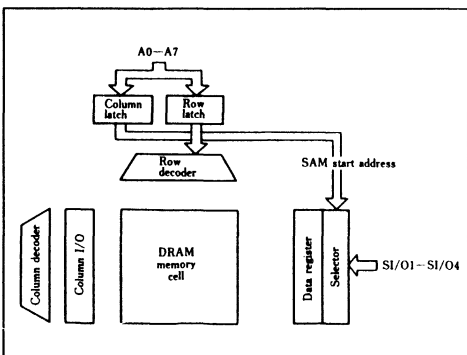 A0—A7
Column
latch
Row
latch
Row
decoder
SAM start address
Column decoder
Column I/O
DRAM
memory
cell
Data register
Selector
SI/O1—SI/O4